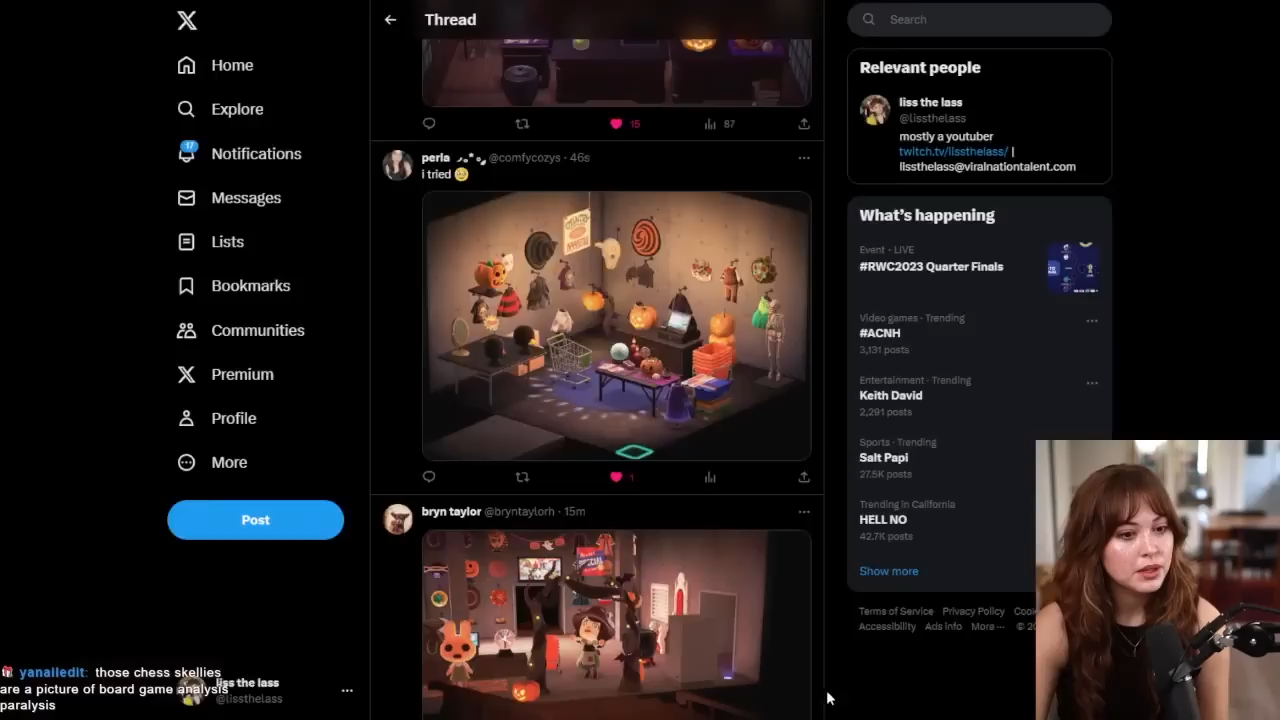 Home
Explore
17
Notifications
Messages
Lists
Bookmarks
Communities
Premium
Profile
More
Post
liss the lass
@lissthelass
yanalledit: those chess skellies
are a picture of board game analysis
paralysis
Thread
15
87
perla @comfycozys · 46s
i tried
1
bryn taylor @bryntaylorh · 15m
SPECIAL
Search
Relevant people
liss the lass
@lissthelass
mostly a youtuber
twitch.tv/lissthelass/ |
lissthelass@viralnationtalent.com
What's happening
Event · LIVE
#RWC2023 Quarter Finals
Video games · Trending
#ACNH
3,131 posts
Entertainment · Trending
Keith David
2,291 posts
Sports · Trending
Salt Papi
27.5K posts
Trending in California
HELL NO
42.7K posts
Show more
Terms of Service Privacy Policy Cook
Accessibility Ads info More ··· © 20